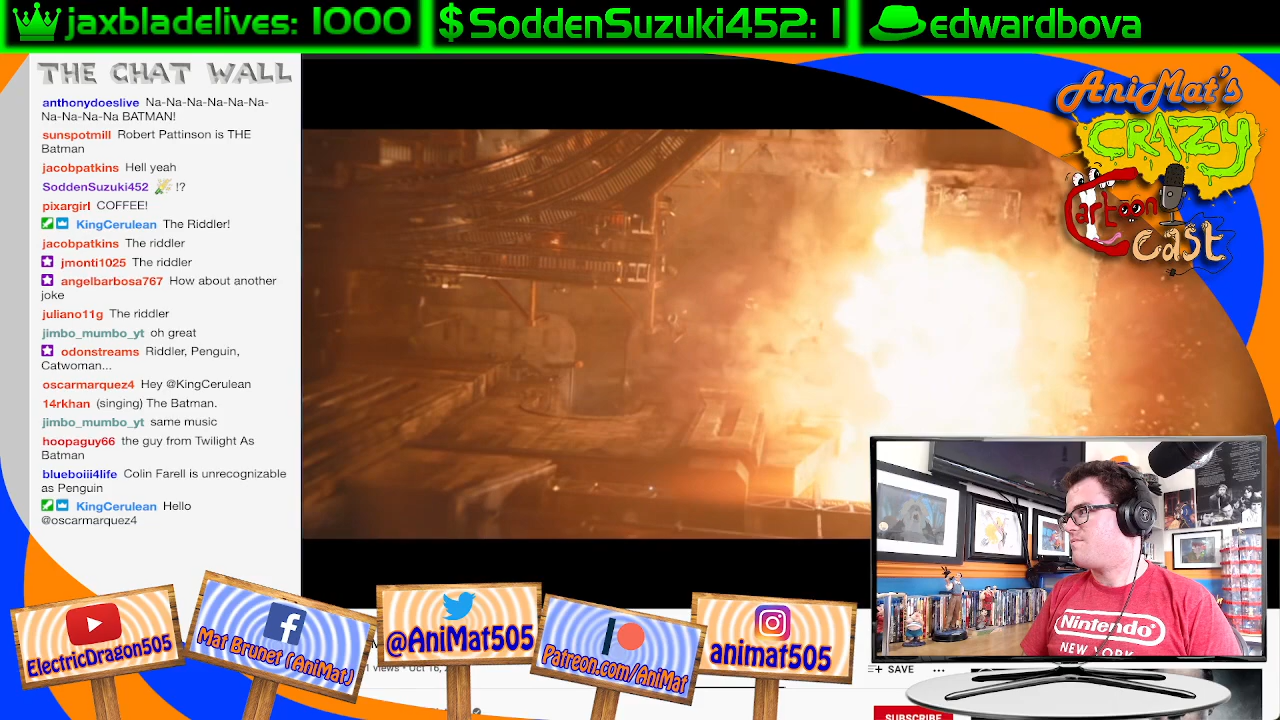 jaxbladelives: 1000
$SoddenSuzuki452: 1
edwardbova
THE CHAT WALL
anthonydoeslive Na-Na-Na-Na-Na-Na-
Na-Na-Na-Na BATMAN!
sunspotmill Robert Pattinson is THE
Batman
jacobpatkins Hell yeah
SoddenSuzuki452 !?
pixargirl COFFEE!
KingCerulean The Riddler!
jacobpatkins The riddler
jmonti1025 The riddler
angelbarbosa767 How about another
joke
juliano11g The riddler
jimbo_mumbo_yt oh great
odonstreams Riddler, Penguin,
Catwoman...
oscarmarquez4 Hey @KingCerulean
14rkhan (singing) The Batman.
jimbo_mumbo_yt same music
hoopaguy66 the guy from Twilight As
Batman
blueboiii4life Colin Farell is unrecognizable
as Penguin
KingCerulean Hello
@oscarmarquez4
AniMat's
CRAZY
Cartoon
Cast
Nintendo
NEW YORK
ElectricDragon505
Mat Brunet (AniMat)
@AniMat505
Patreon.com/AniMat
animat505
views • Oct 16,
SAVE
SUBSCRIBE